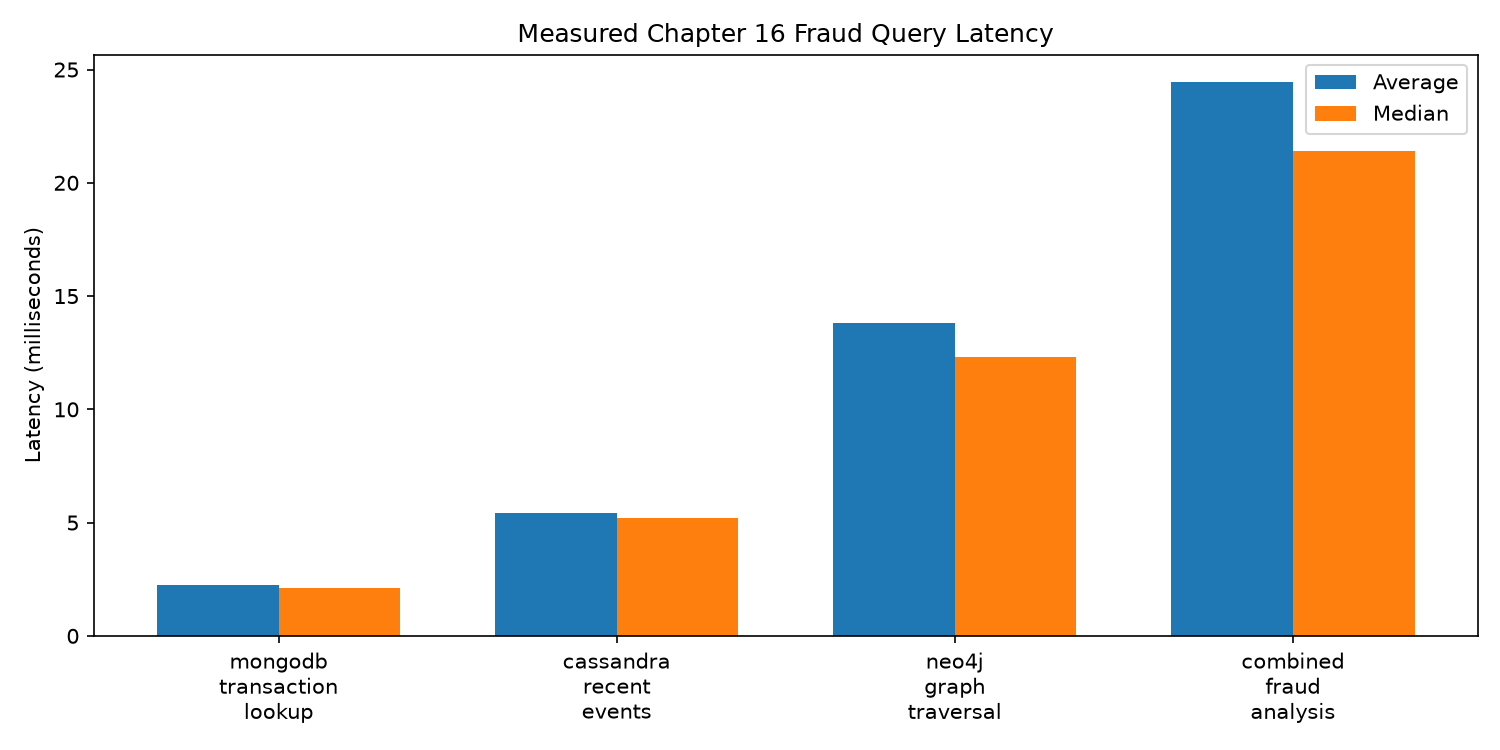 Measured Chapter 16 Fraud Query Latency
Average
Median
Latency (milliseconds)
25
20
15
10
5
0
mongodb
transaction
lookup
cassandra
recent
events
neo4j
graph
traversal
combined
fraud
analysis